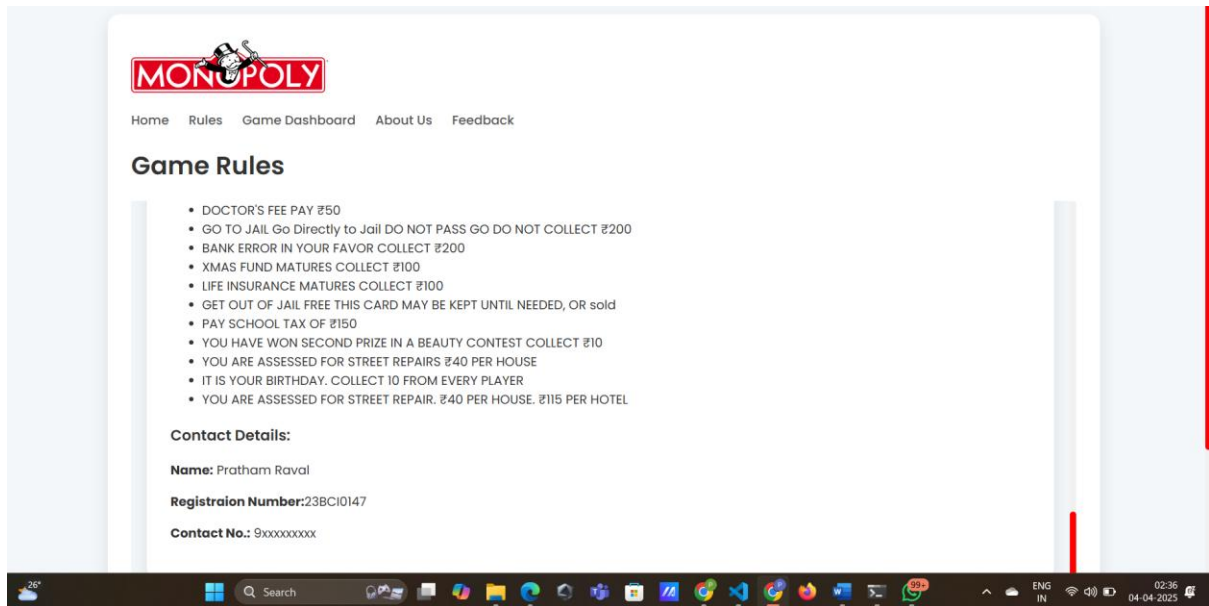 MONOPOLY
Home Rules Game Dashboard About Us Feedback
Game Rules
• DOCTOR'S FEE PAY ₹50
• GO TO JAIL Go Directly to Jail DO NOT PASS GO DO NOT COLLECT ₹200
• BANK ERROR IN YOUR FAVOR COLLECT ₹200
• XMAS FUND MATURES COLLECT ₹100
• LIFE INSURANCE MATURES COLLECT ₹100
• GET OUT OF JAIL FREE THIS CARD MAY BE KEPT UNTIL NEEDED, OR sold
• PAY SCHOOL TAX OF ₹150
• YOU HAVE WON SECOND PRIZE IN A BEAUTY CONTEST COLLECT ₹10
• YOU ARE ASSESSED FOR STREET REPAIRS ₹40 PER HOUSE
• IT IS YOUR BIRTHDAY. COLLECT 10 FROM EVERY PLAYER
• YOU ARE ASSESSED FOR STREET REPAIR. ₹40 PER HOUSE. ₹115 PER HOTEL
Contact Details:
Name: Pratham Raval
Registraion Number:23BCI0147
Contact No.: 9xxxxxxxxx
26°
Search
99+
ENG
IN
02:36
04-04-2025